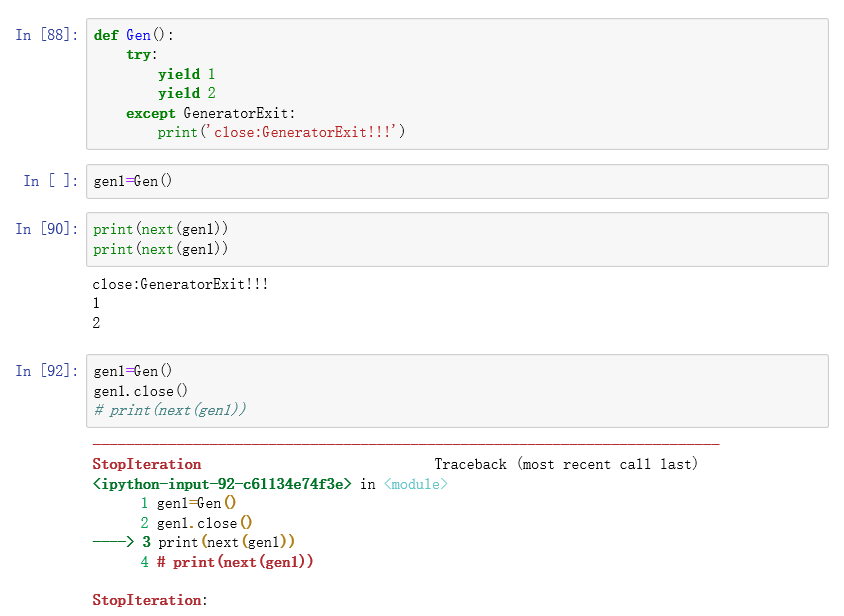 In [88]: def Gen():
    try:
        yield 1
        yield 2
    except GeneratorExit:
        print('close:GeneratorExit!!!')
In [ ]: gen1=Gen()
In [90]: print(next(gen1))
print(next(gen1))
close:GeneratorExit!!!
1
2
In [92]: gen1=Gen()
gen1.close()
# print(next(gen1))
StopIteration Traceback (most recent call last)
<ipython-input-92-c61134e74f3e> in <module>
1 gen1=Gen()
2 gen1.close()
----> 3 print(next(gen1))
4 # print(next(gen1))
StopIteration: